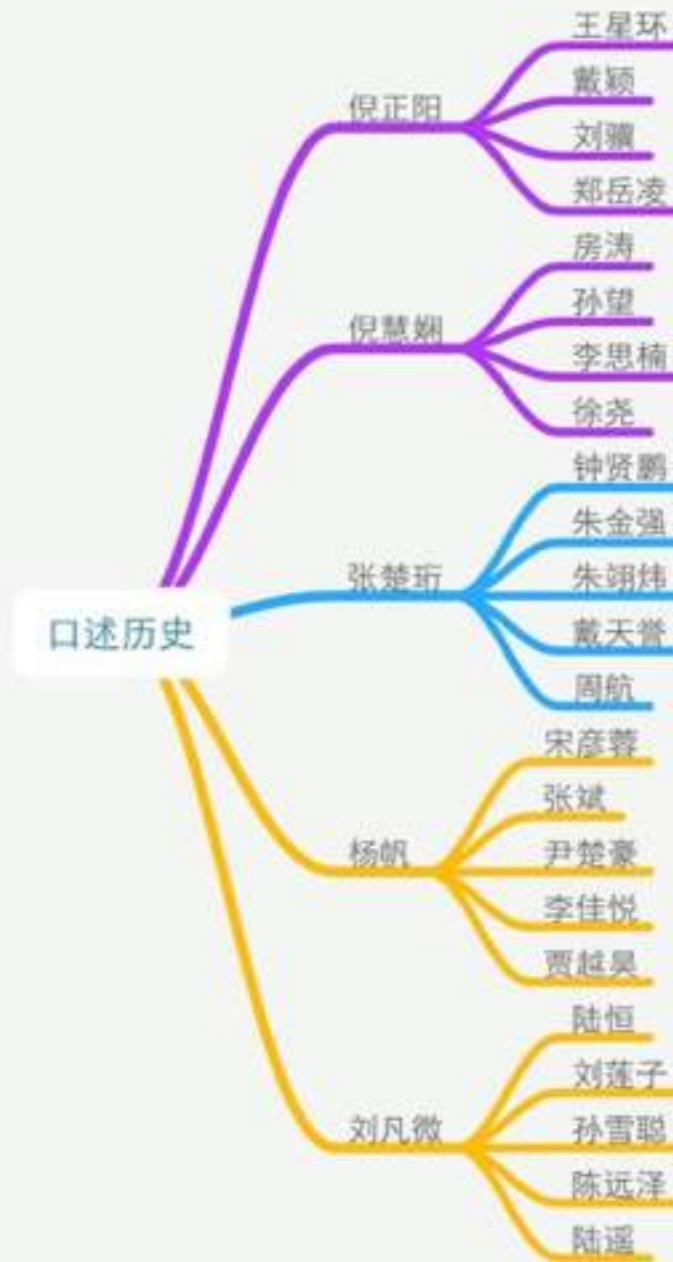 口述历史
倪正阳
王星环
戴颖
刘骥
郑岳凌
倪慧娴
房涛
孙望
李思楠
徐尧
张楚珩
钟贤鹏
朱金强
朱翊炜
戴天誉
周航
杨帆
宋彦蓉
张斌
尹楚豪
李佳悦
贾越昊
刘凡微
陆恒
刘莲子
孙雪聪
陈远泽
陆遥